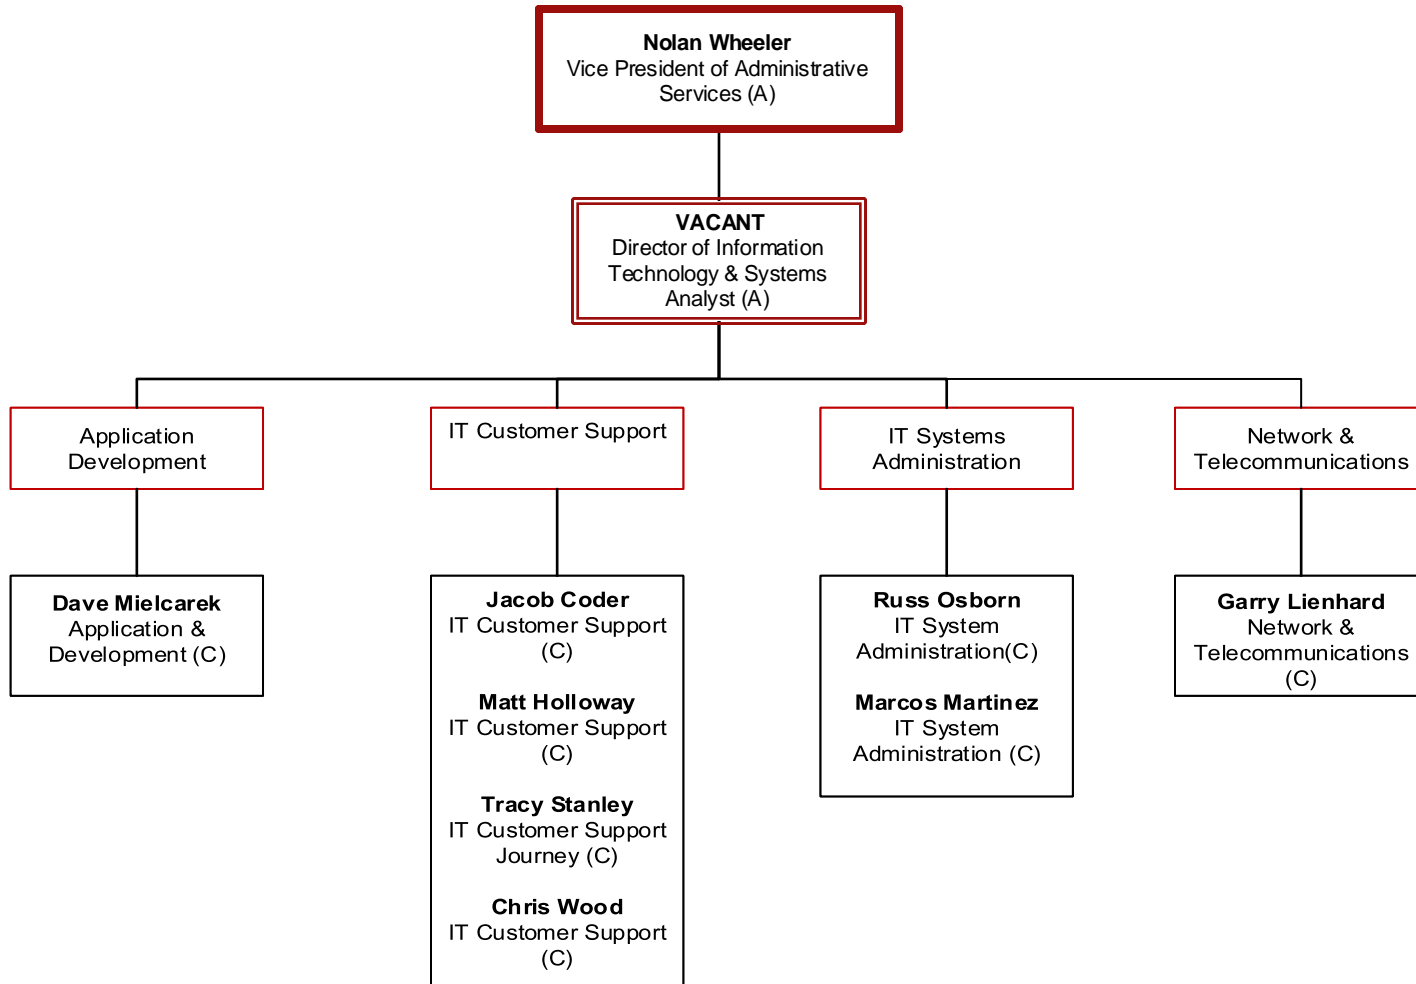 Nolan Wheeler
Vice President of Administrative
Services (A)
VACANT
Director of Information
Technology & Systems
Analyst (A)
Application
Development
IT Customer Support
IT Systems
Administration
Network &
Telecommunications
Dave Mielcarek
Application &
Development (C)
Jacob Coder
IT Customer Support
(C)
Matt Holloway
IT Customer Support
(C)
Tracy Stanley
IT Customer Support
Journey (C)
Chris Wood
IT Customer Support
(C)
Russ Osborn
IT System
Administration(C)
Marcos Martinez
IT System
Administration (C)
Garry Lienhard
Network &
Telecommunications
(C)